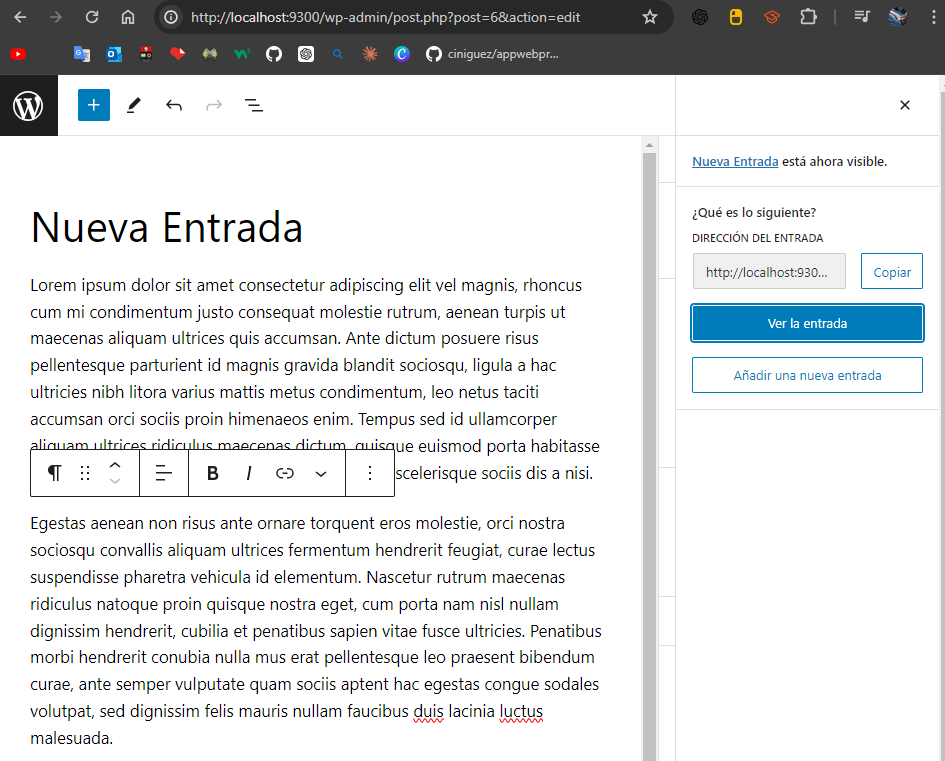 http://localhost:9300/wp-admin/post.php?post=6&action=edit
ciniguez/appwebpr...
Nueva Entrada está ahora visible.
Nueva Entrada
Lorem ipsum dolor sit amet consectetur adipiscing elit vel magnis, rhoncus
cum mi condimentum justo consequat molestie rutrum, aenean turpis ut
maecenas aliquam ultrices quis accumsan. Ante dictum posuere risus
pellentesque parturient id magnis gravida blandit sociosqu, ligula a hac
ultricies nibh litora varius mattis metus condimentum, leo netus taciti
accumsan orci sociis proin himenaeos enim. Tempus sed id ullamcorper
aliquam ultrices ridiculus maecenas dictum, quisque euismod porta habitasse
scelerisque sociis dis a nisi.
B I
Egestas aenean non risus ante ornare torquent eros molestie, orci nostra
sociosqu convallis aliquam ultrices fermentum hendrerit feugiat, curae lectus
suspendisse pharetra vehicula id elementum. Nascetur rutrum maecenas
ridiculus natoque proin quisque nostra eget, cum porta nam nisl nullam
dignissim hendrerit, cubilia et penatibus sapien vitae fusce ultricies. Penatibus
morbi hendrerit conubia nulla mus erat pellentesque leo praesent bibendum
curae, ante semper vulputate quam sociis aptent hac egestas congue sodales
volutpat, sed dignissim felis mauris nullam faucibus duis lacinia luctus
malesuada.
¿Qué es lo siguiente?
DIRECCIÓN DEL ENTRADA
http://localhost:930...
Copiar
Ver la entrada
Añadir una nueva entrada